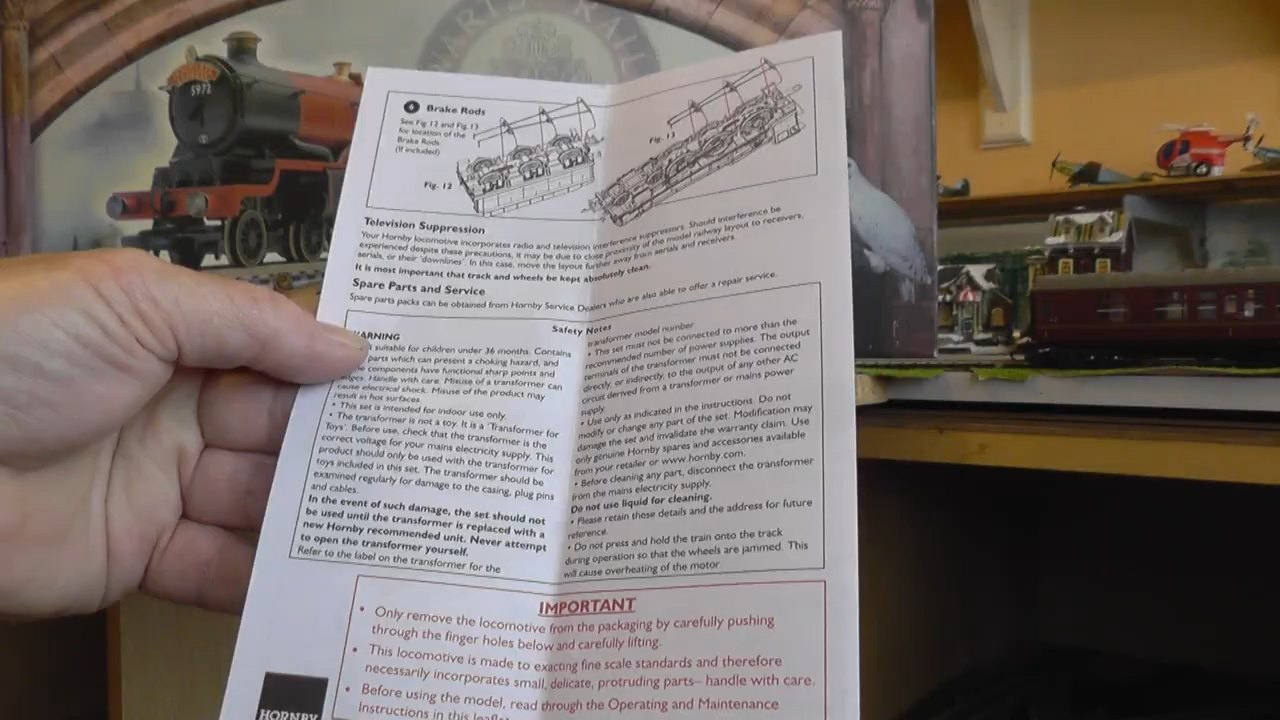 5972
4 Brake Rods
See Fig.12 and Fig.13
for location of the
Brake Rods.
(If included)
Fig. 12
Fig. 13
Television Suppression
Your Hornby locomotive incorporates radio and television interference suppressors. Should interference be
experienced despite these precautions, it may be due to close proximity of the model railway layout to receivers,
aerials, or their 'downlines'. In this case, move the layout further away from aerials and receivers.
It is most important that track and wheels be kept absolutely clean.
Spare Parts and Service
Spare parts packs can be obtained from Hornby Service Dealers who are also able to offer a repair service.
Safety Notes
ARNING
suitable for children under 36 months. Contains
parts which can present a choking hazard, and
components have functional sharp points and
Handle with care. Misuse of a transformer can
cause electrical shock. Misuse of the product may
result in hot surfaces.
• This set is intended for indoor use only.
• The transformer is not a toy. It is a 'Transformer for
Toys'. Before use, check that the transformer is the
correct voltage for your mains electricity supply. This
product should only be used with the transformer for
toys included in this set. The transformer should be
examined regularly for damage to the casing, plug pins
and cables.
In the event of such damage, the set should not
be used until the transformer is replaced with a
new Hornby recommended unit. Never attempt
to open the transformer yourself.
Refer to the label on the transformer for the
transformer model number.
• This set must not be connected to more than the
recommended number of power supplies. The output
terminals of the transformer must not be connected
directly, or indirectly, to the output of any other AC
circuit derived from a transformer or mains power
supply.
• Use only as indicated in the instructions. Do not
modify or change any part of the set. Modification may
damage the set and invalidate the warranty claim. Use
only genuine Hornby spares and accessories available
from your retailer or www.hornby.com.
• Before cleaning any part, disconnect the transformer
from the mains electricity supply.
Do not use liquid for cleaning.
• Please retain these details and the address for future
reference.
• Do not press and hold the train onto the track
during operation so that the wheels are jammed. This
will cause overheating of the motor
IMPORTANT
• Only remove the locomotive from the packaging by carefully pushing
through the finger holes below and carefully lifting.
• This locomotive is made to exacting fine scale standards and therefore
necessarily incorporates small, delicate, protruding parts– handle with care.
• Before using the model, read through the Operating and Maintenance
Instructions in this leaflet
HORNBY